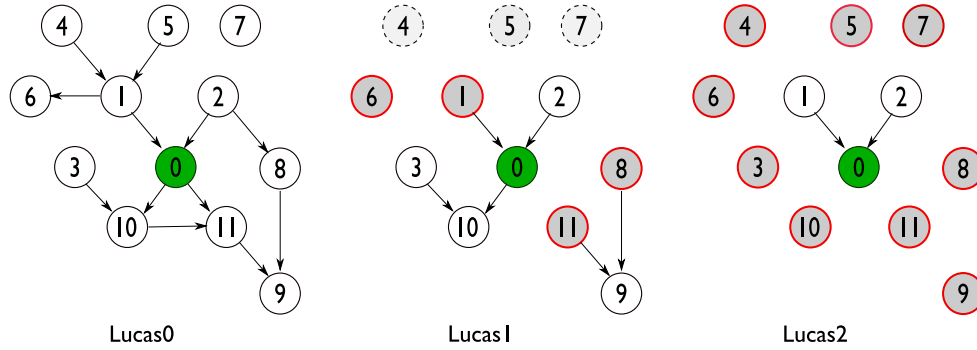 4 5 7 4 5 7 4 5 7
6 1 2 6 1 2 6 1 2
3 0 8 3 0 8 3 0 8
10 11 10 11 10 11
9 9 9
Lucas0 Lucas1 Lucas2